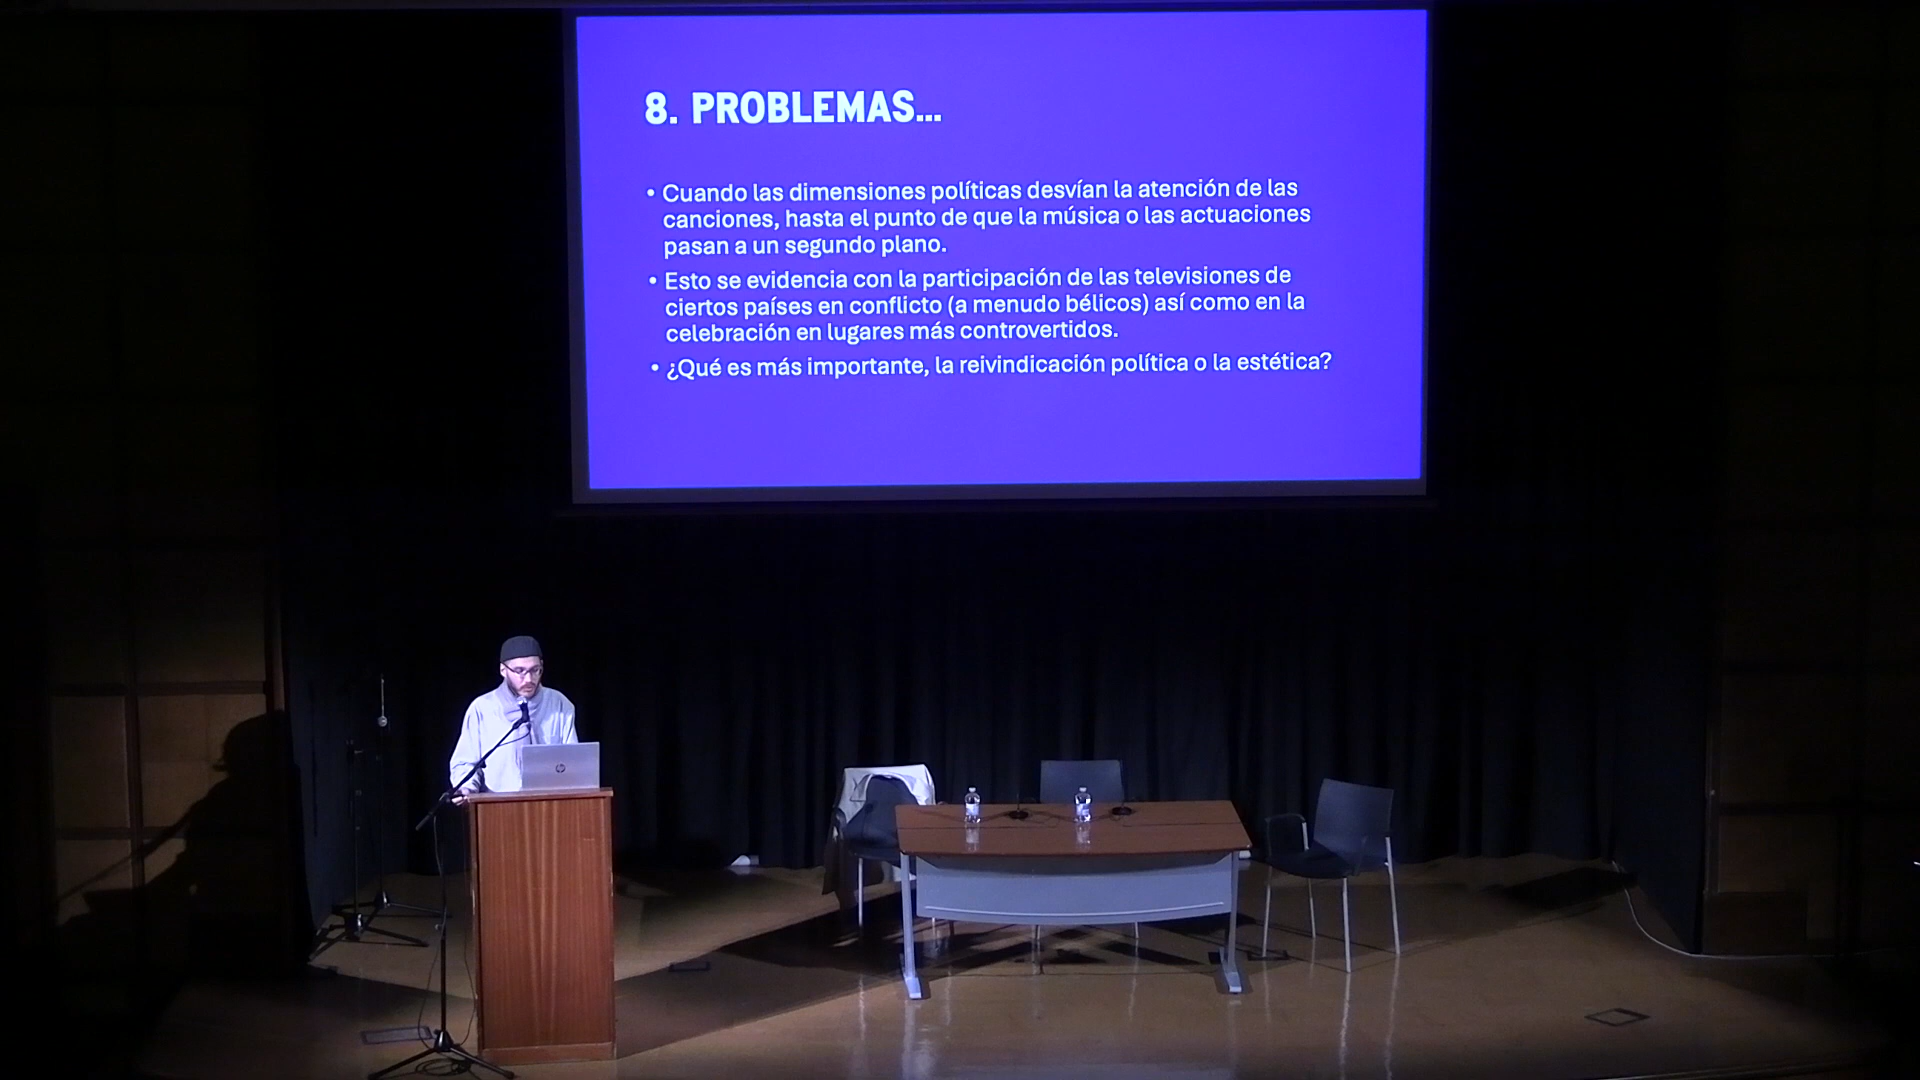 8. PROBLEMAS...
• Cuando las dimensiones políticas desvían la atención de las
canciones, hasta el punto de que la música o las actuaciones
pasan a un segundo plano.
• Esto se evidencia con la participación de las televisiones de
ciertos países en conflicto (a menudo bélicos) así como en la
celebración en lugares más controvertidos.
• ¿Qué es más importante, la reivindicación política o la estética?
hp